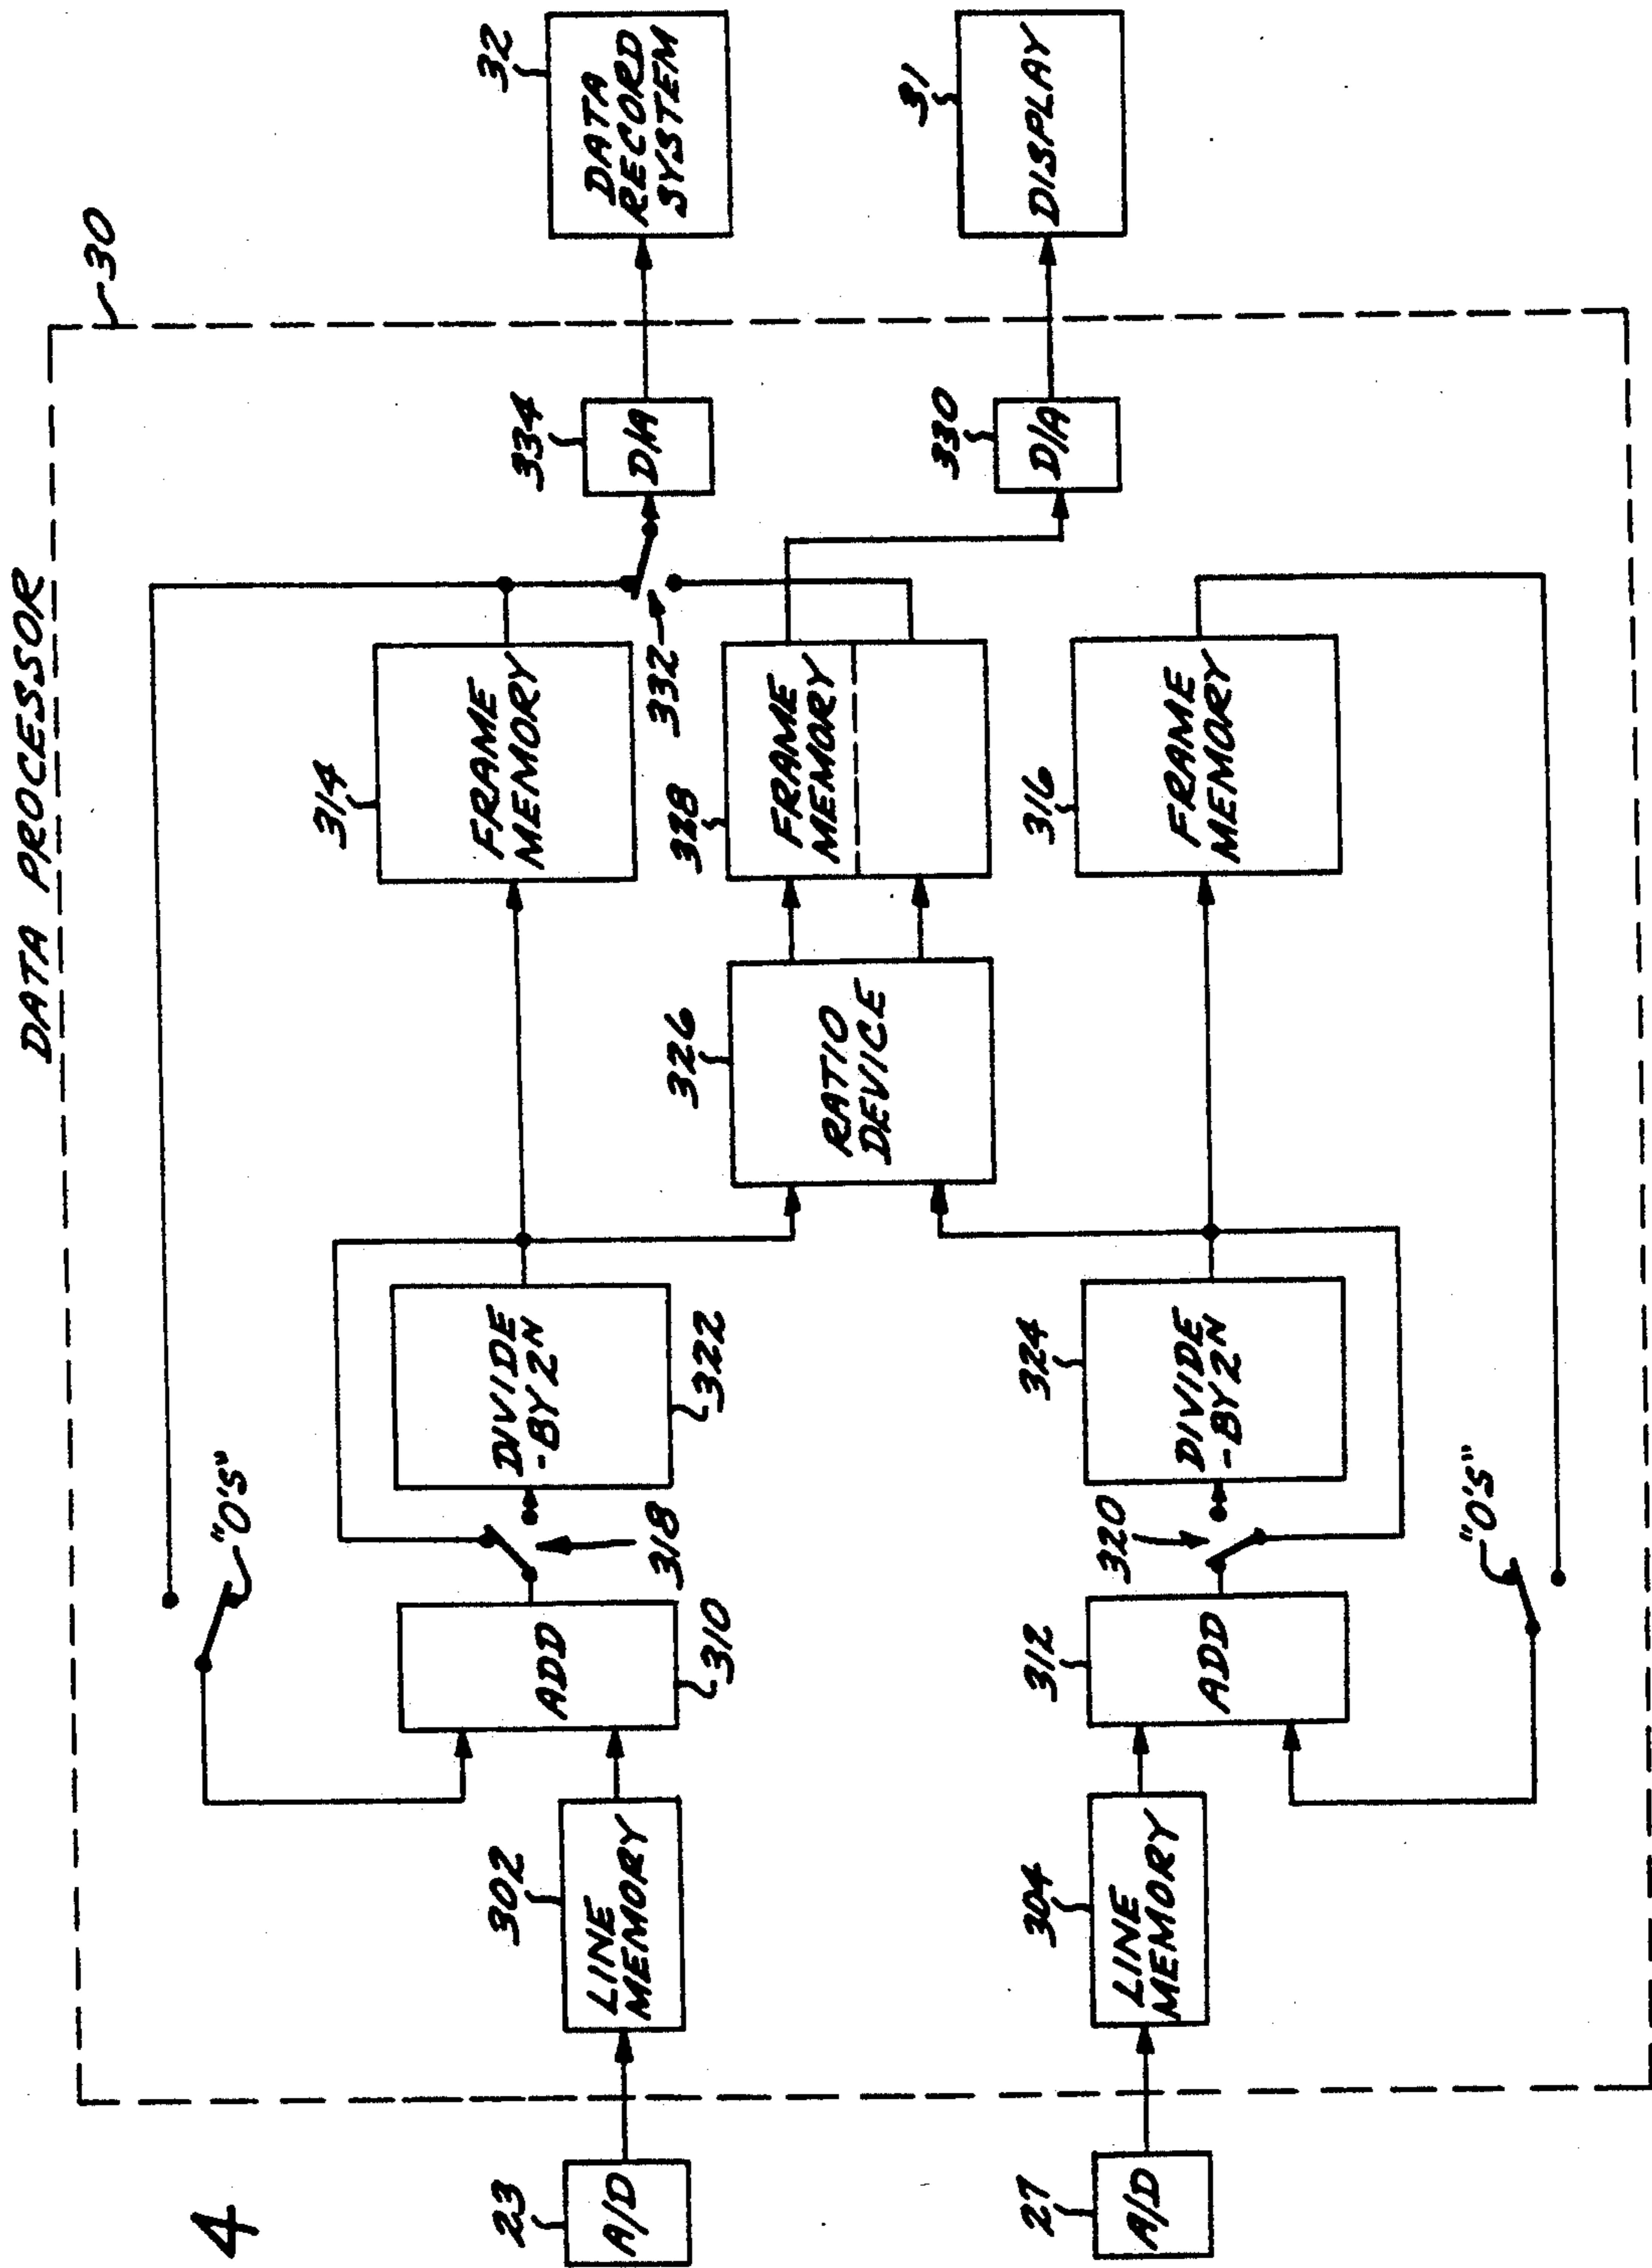 DATA PROCESSOR
30
4
23
A/D
302
LINE
MEMORY
"0'S"
ADD
310
318
DIVIDE
-BY 2ᴺ
322
314
FRAME
MEMORY
326
RATIO
DEVICE
328
FRAME
MEMORY
332
334
D/A
32
DATA
RECORD
SYSTEM
27
A/D
304
LINE
MEMORY
312
ADD
320
"0'S"
324
DIVIDE
-BY 2ᴺ
316
FRAME
MEMORY
330
D/A
31
DISPLAY